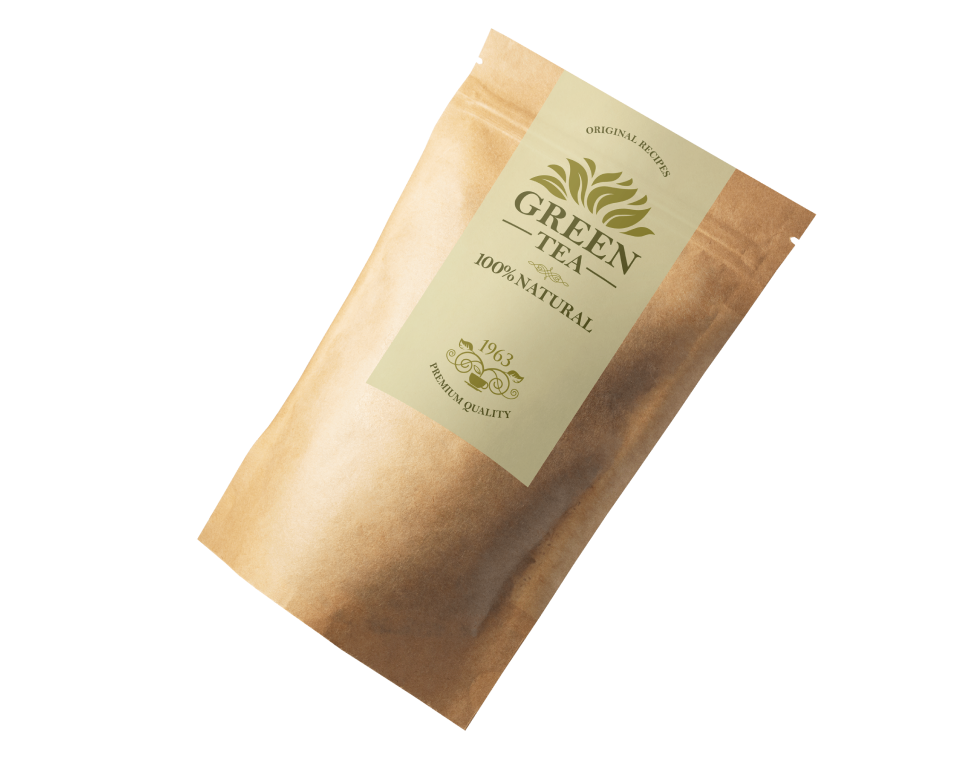 ORIGINAL RECIPES
GREEN
TEA
100% NATURAL
1963
PREMIUM QUALITY